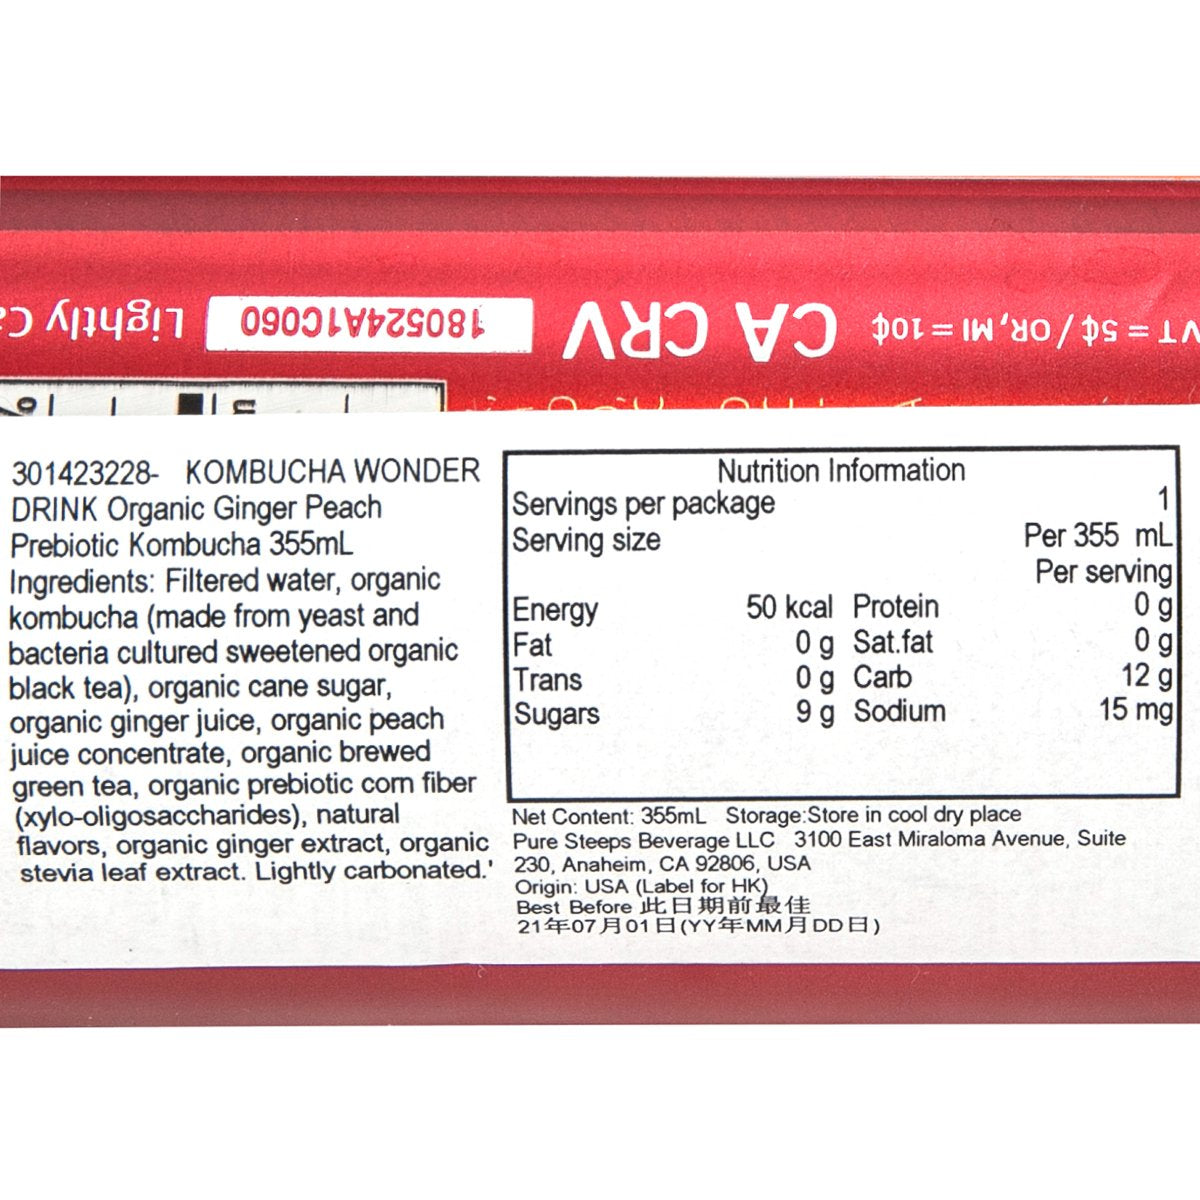 VT = 5¢ / OR, MI = 10¢ CA CRV 180524A1C060 Lightly
301423228- KOMBUCHA WONDER
DRINK Organic Ginger Peach
Prebiotic Kombucha 355mL
Ingredients: Filtered water, organic
kombucha (made from yeast and
bacteria cultured sweetened organic
black tea), organic cane sugar,
organic ginger juice, organic peach
juice concentrate, organic brewed
green tea, organic prebiotic corn fiber
(xylo-oligosaccharides), natural
flavors, organic ginger extract, organic
stevia leaf extract. Lightly carbonated.'
Nutrition Information
Servings per package 1
Serving size Per 355 mL
Per serving
Energy 50 kcal Protein 0 g
Fat 0 g Sat.fat 0 g
Trans 0 g Carb 12 g
Sugars 9 g Sodium 15 mg
Net Content: 355mL Storage:Store in cool dry place
Pure Steeps Beverage LLC 3100 East Miraloma Avenue, Suite
230, Anaheim, CA 92806, USA
Origin: USA (Label for HK)
Best Before 此日期前最佳
21年07月01日(YY年MM月DD日)